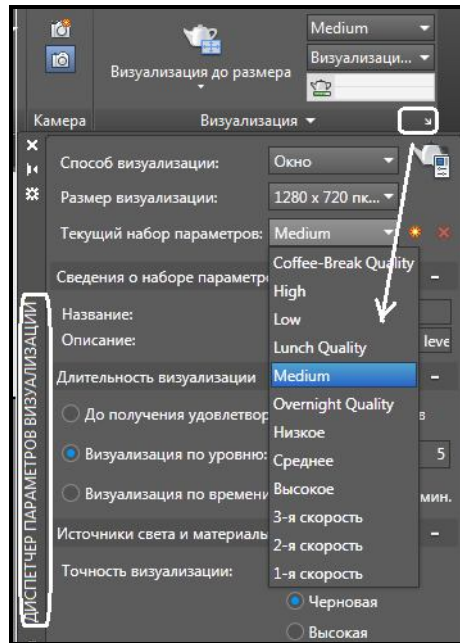 Medium
Визуализаци...
Визуализация до размера
Камера
Визуализация
Способ визуализации: Окно
Размер визуализации: 1280 x 720 пк...
Текущий набор параметров: Medium
Coffee-Break Quality
Сведения о наборе параметр
High
Название:
Low
Описание:
Lunch Quality
leve
Длительность визуализации
Medium
До получения удовлетвор
Overnight Quality
в
Низкое
Визуализация по уровню:
Среднее
5
Визуализация по времени
Высокое
мин.
3-я скорость
Источники света и материаль
2-я скорость
Точность визуализации:
1-я скорость
Черновая
Высокая
ДИСПЕТЧЕР ПАРАМЕТРОВ ВИЗУАЛИЗАЦИИ